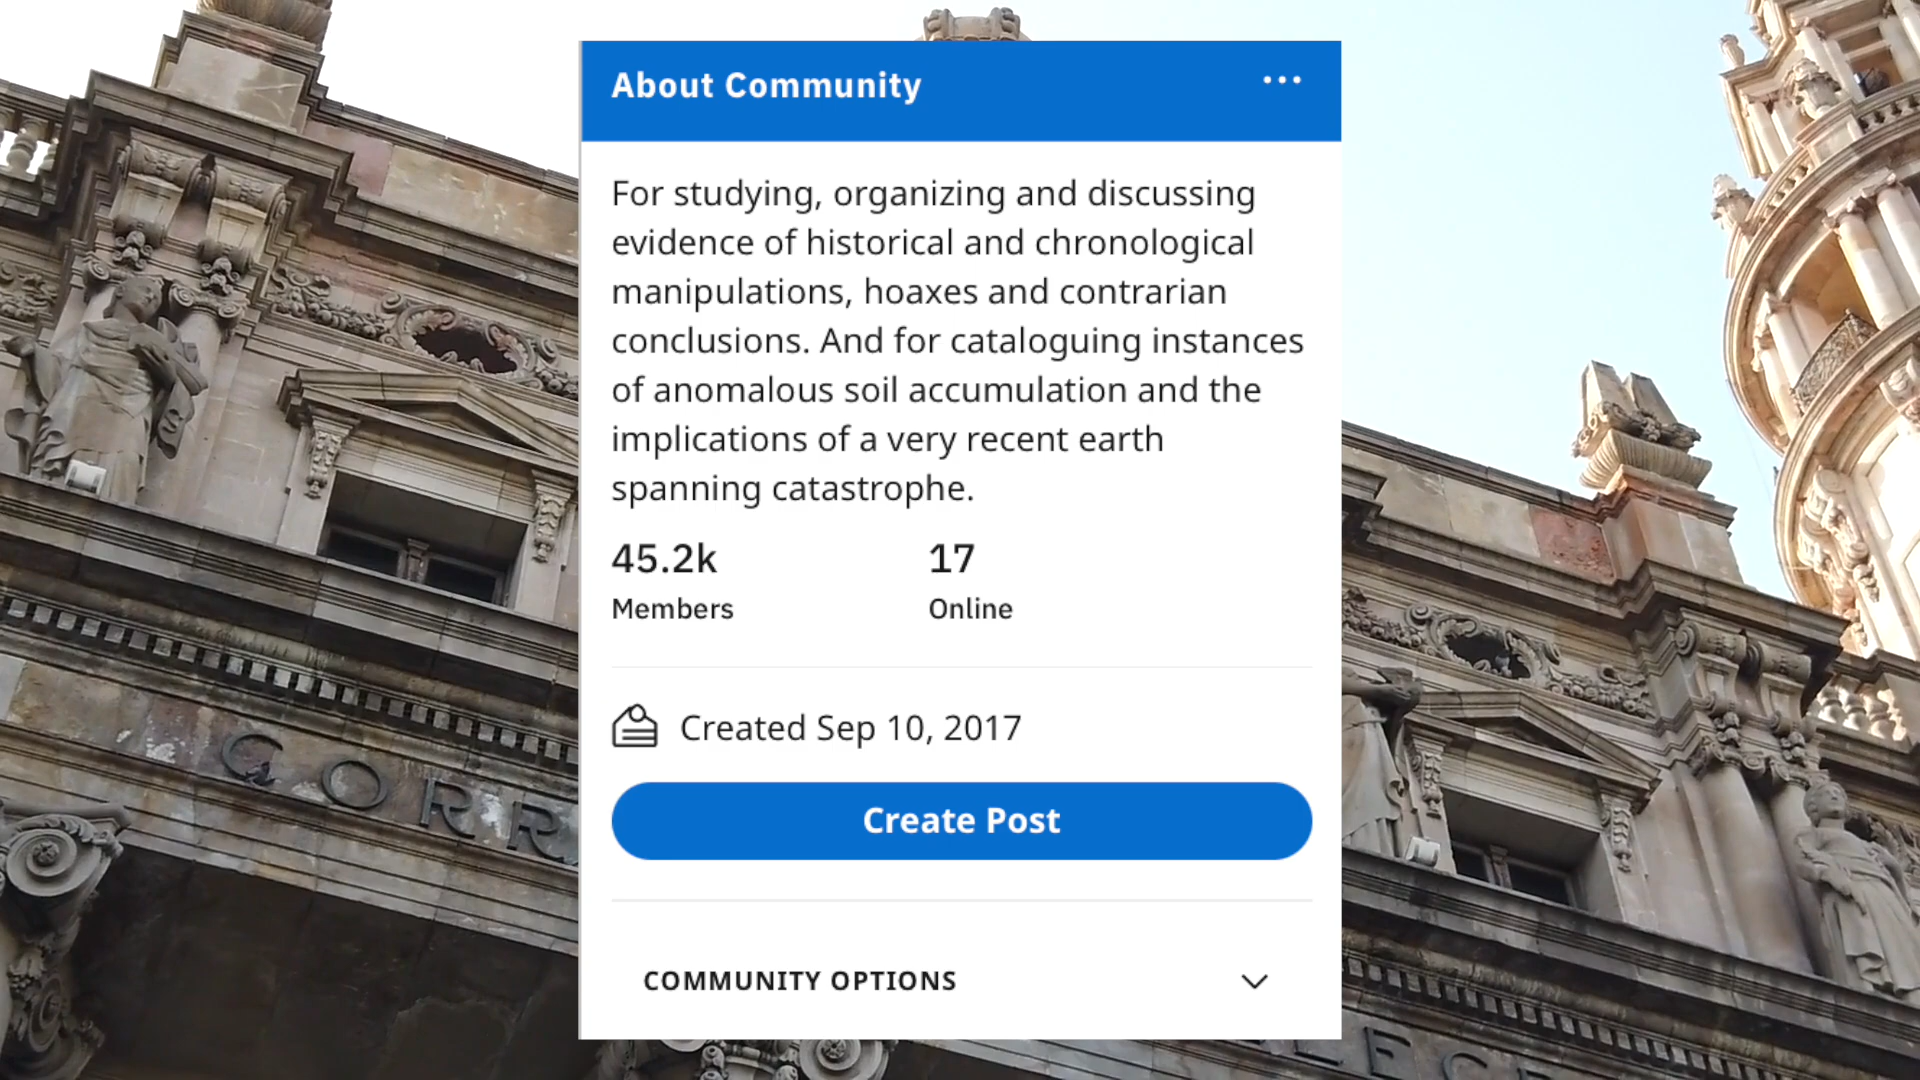 About Community
For studying, organizing and discussing
evidence of historical and chronological
manipulations, hoaxes and contrarian
conclusions. And for cataloguing instances
of anomalous soil accumulation and the
implications of a very recent earth
spanning catastrophe.
45.2k 17
Members Online
Created Sep 10, 2017
Create Post
COMMUNITY OPTIONS
CORR
LEC